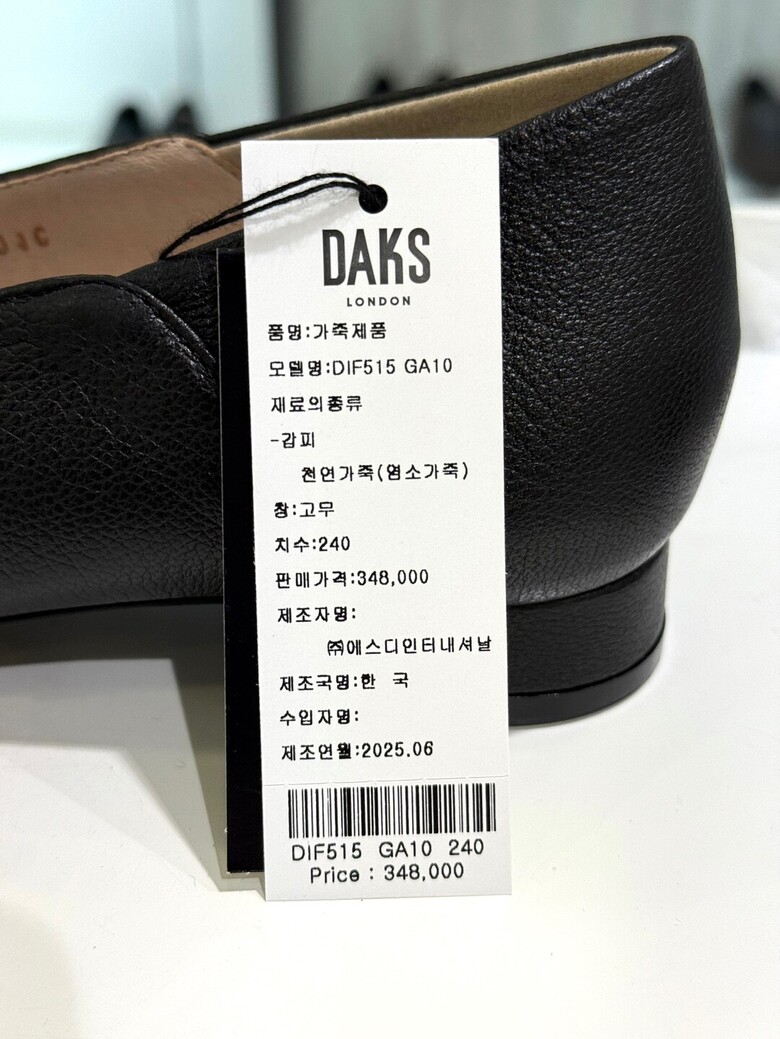 DAKS
LONDON
품명:가죽제품
모델명:DIF515 GA10
재료의종류
-감피
천연가죽(염소가죽)
창:고무
치수:240
판매가격:348,000
제조자명:
㈜에스디인터내셔날
제조국명:한 국
수입자명:
제조연월:2025.06
DIF515 GA10 240
Price : 348,000